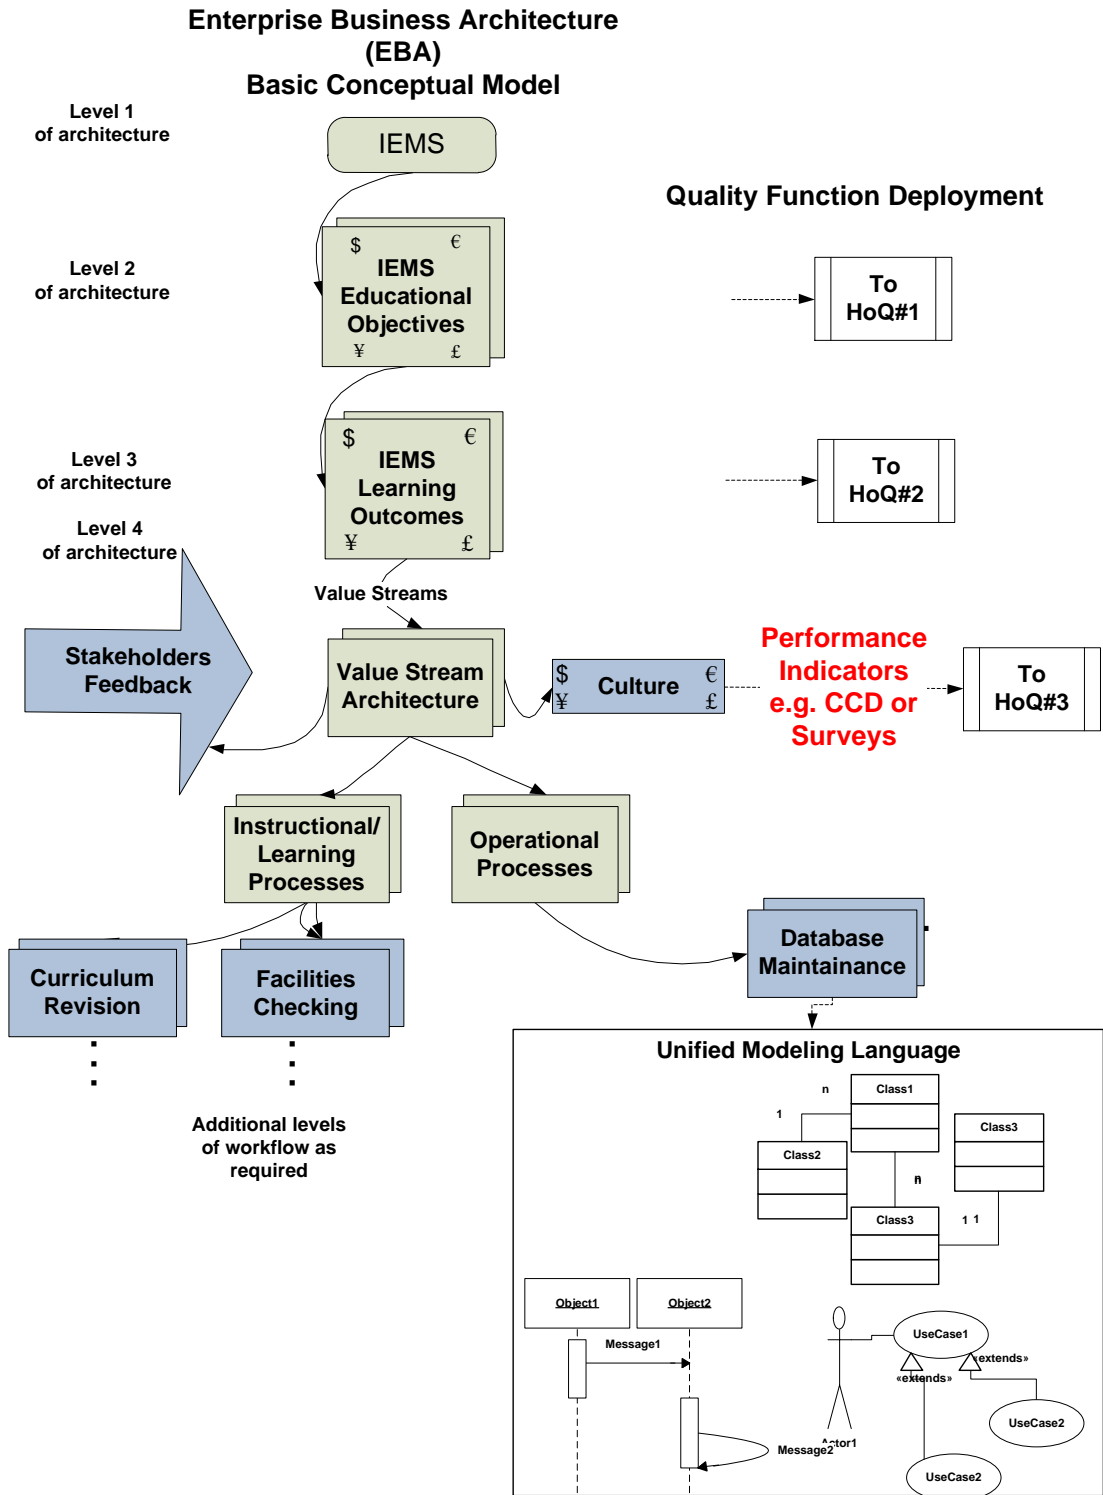 Enterprise Business Architecture
(EBA)
Basic Conceptual Model
Level 1
of architecture
IEMS
Quality Function Deployment
Level 2
of architecture
$ €
IEMS
Educational
Objectives
¥ £
To
HoQ#1
Level 3
of architecture
$ €
IEMS
Learning
Outcomes
¥ £
To
HoQ#2
Level 4
of architecture
Value Streams
Stakeholders
Feedback
Value Stream
Architecture
$ €
Culture
¥ £
Performance
Indicators
e.g. CCD or
Surveys
To
HoQ#3
Instructional/
Learning
Processes
Operational
Processes
Database
Maintainance
Curriculum
Revision
Facilities
Checking
Additional levels
of workflow as
required
Unified Modeling Language
n
Class1
1
Class2
Class3
n
n
Class3
1 1
Object1
Object2
Message1
Message2
Actor1
UseCase1
«extends»
«extends»
UseCase2
UseCase2